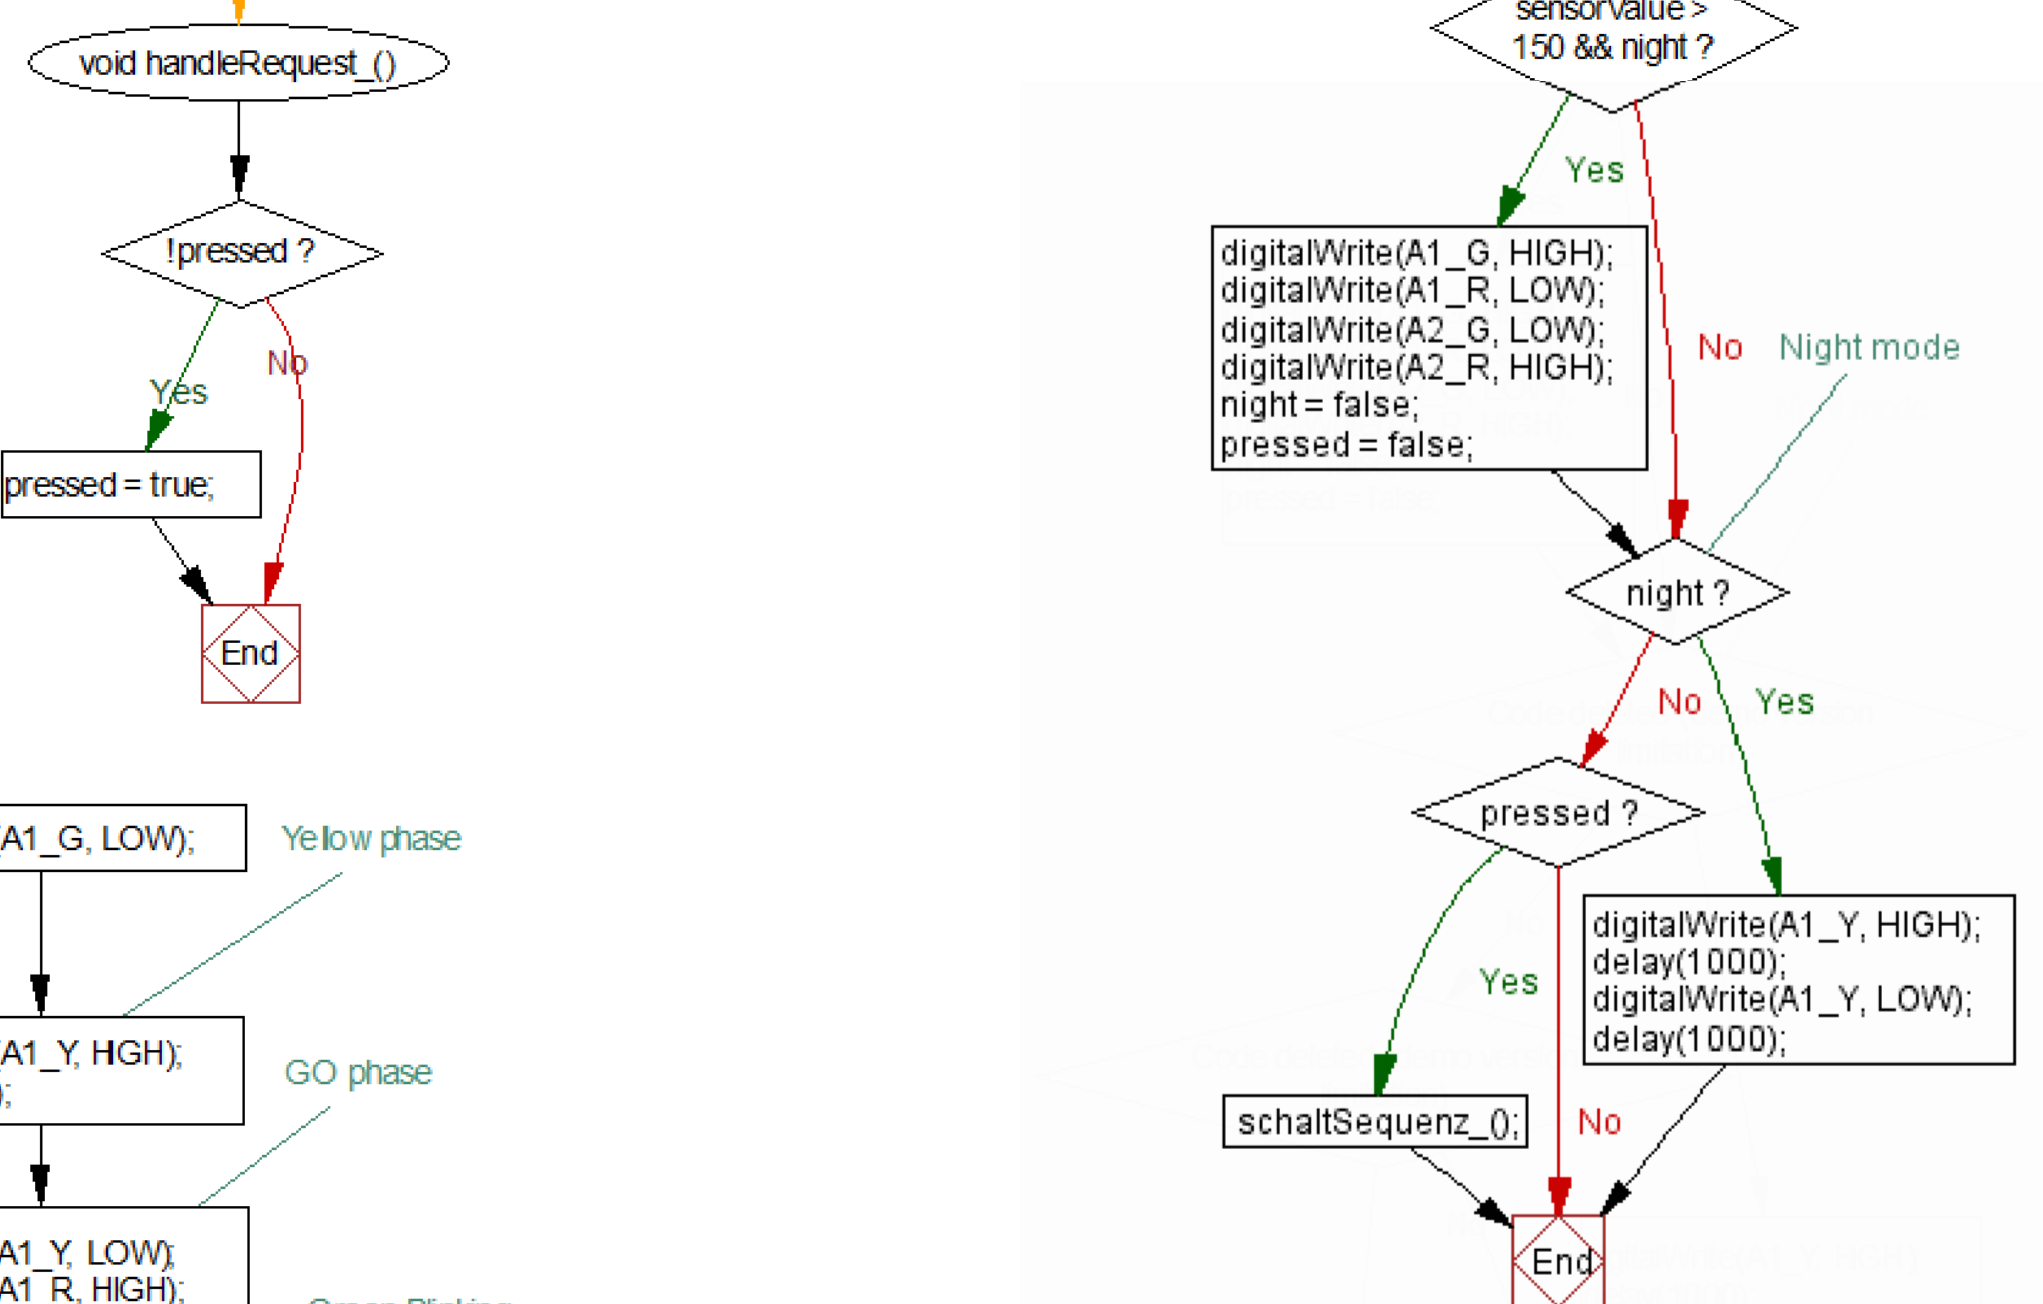 void handleRequest_()
!pressed ?
No
Yes
pressed = true;
End
(A1_G, LOW);
Yellow phase
(A1_Y, HIGH);
);
GO phase
A1_Y, LOW);
A1_R, HIGH);
sensorValue >
150 && night ?
Yes
digitalWrite(A1_G, HIGH);
digitalWrite(A1_R, LOW);
digitalWrite(A2_G, LOW);
digitalWrite(A2_R, HIGH);
night = false;
pressed = false;
No
Night mode
night ?
No
Yes
pressed ?
digitalWrite(A1_Y, HIGH);
delay(1000);
digitalWrite(A1_Y, LOW);
delay(1000);
Yes
schaltSequenz_();
No
End